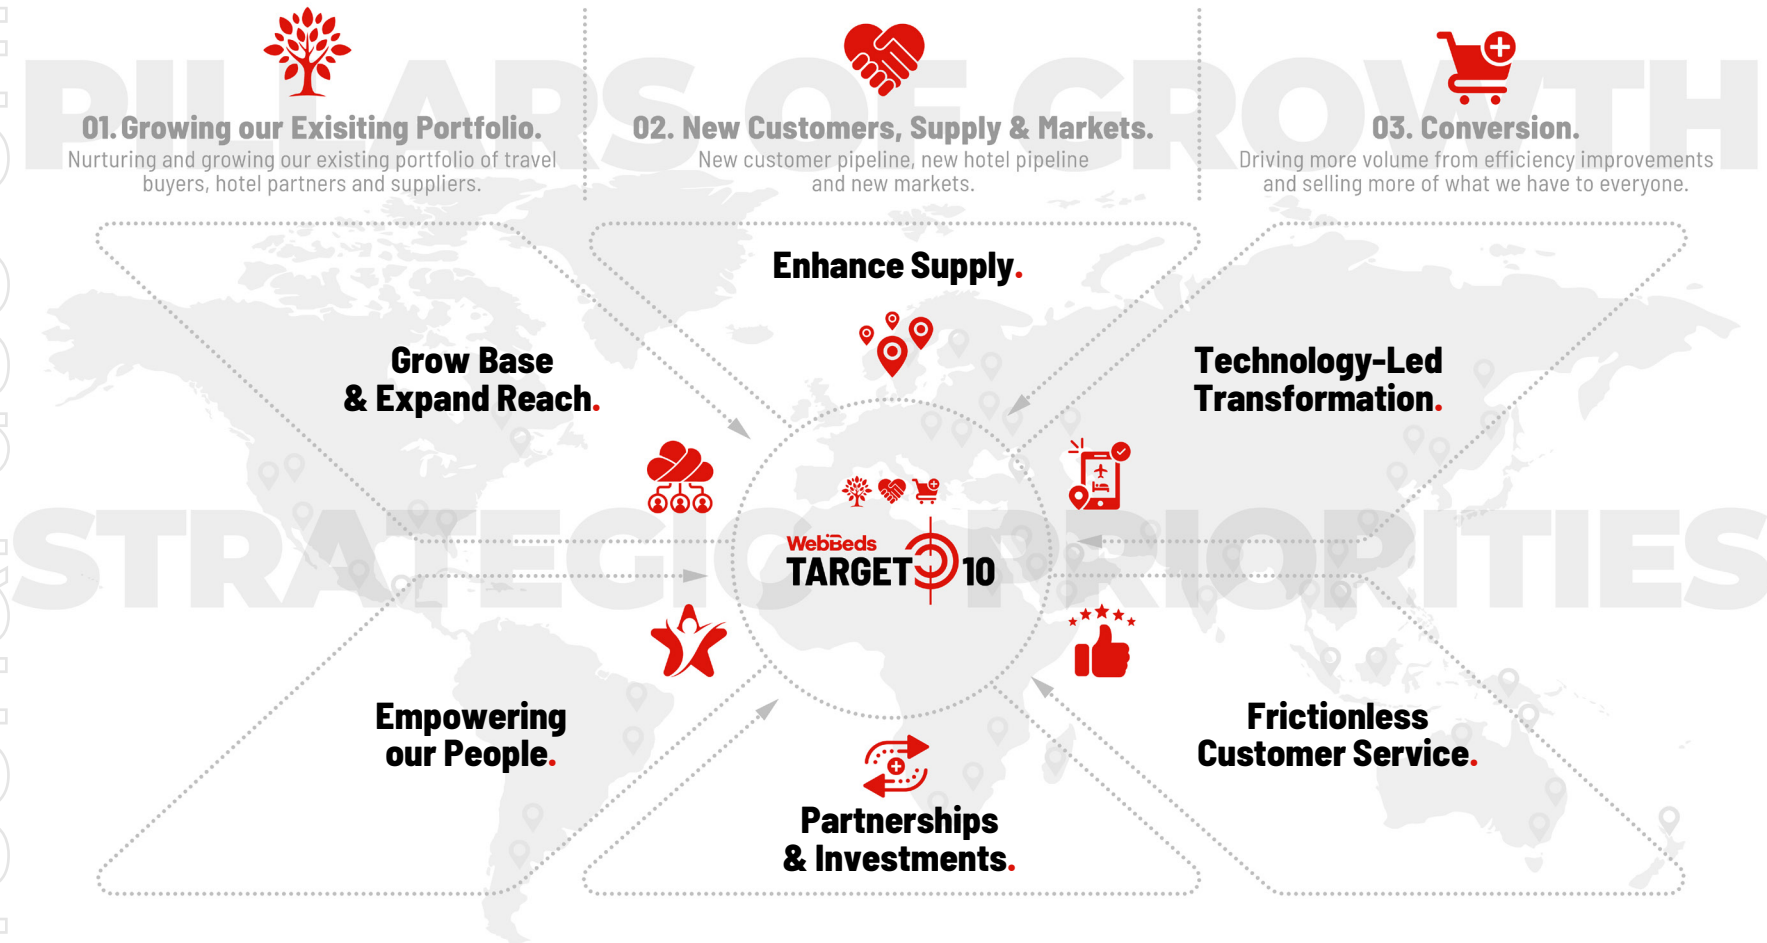 PILLARS OF GROWTH
01. Growing our Exisiting Portfolio.
Nurturing and growing our existing portfolio of travel
buyers, hotel partners and suppliers.
02. New Customers, Supply & Markets.
New customer pipeline, new hotel pipeline
and new markets.
03. Conversion.
Driving more volume from efficiency improvements
and selling more of what we have to everyone.
Enhance Supply.
Grow Base
& Expand Reach.
Technology-Led
Transformation.
STRATEGIC PRIORITIES
WebBeds
TARGET 10
Empowering
our People.
Frictionless
Customer Service.
Partnerships
& Investments.